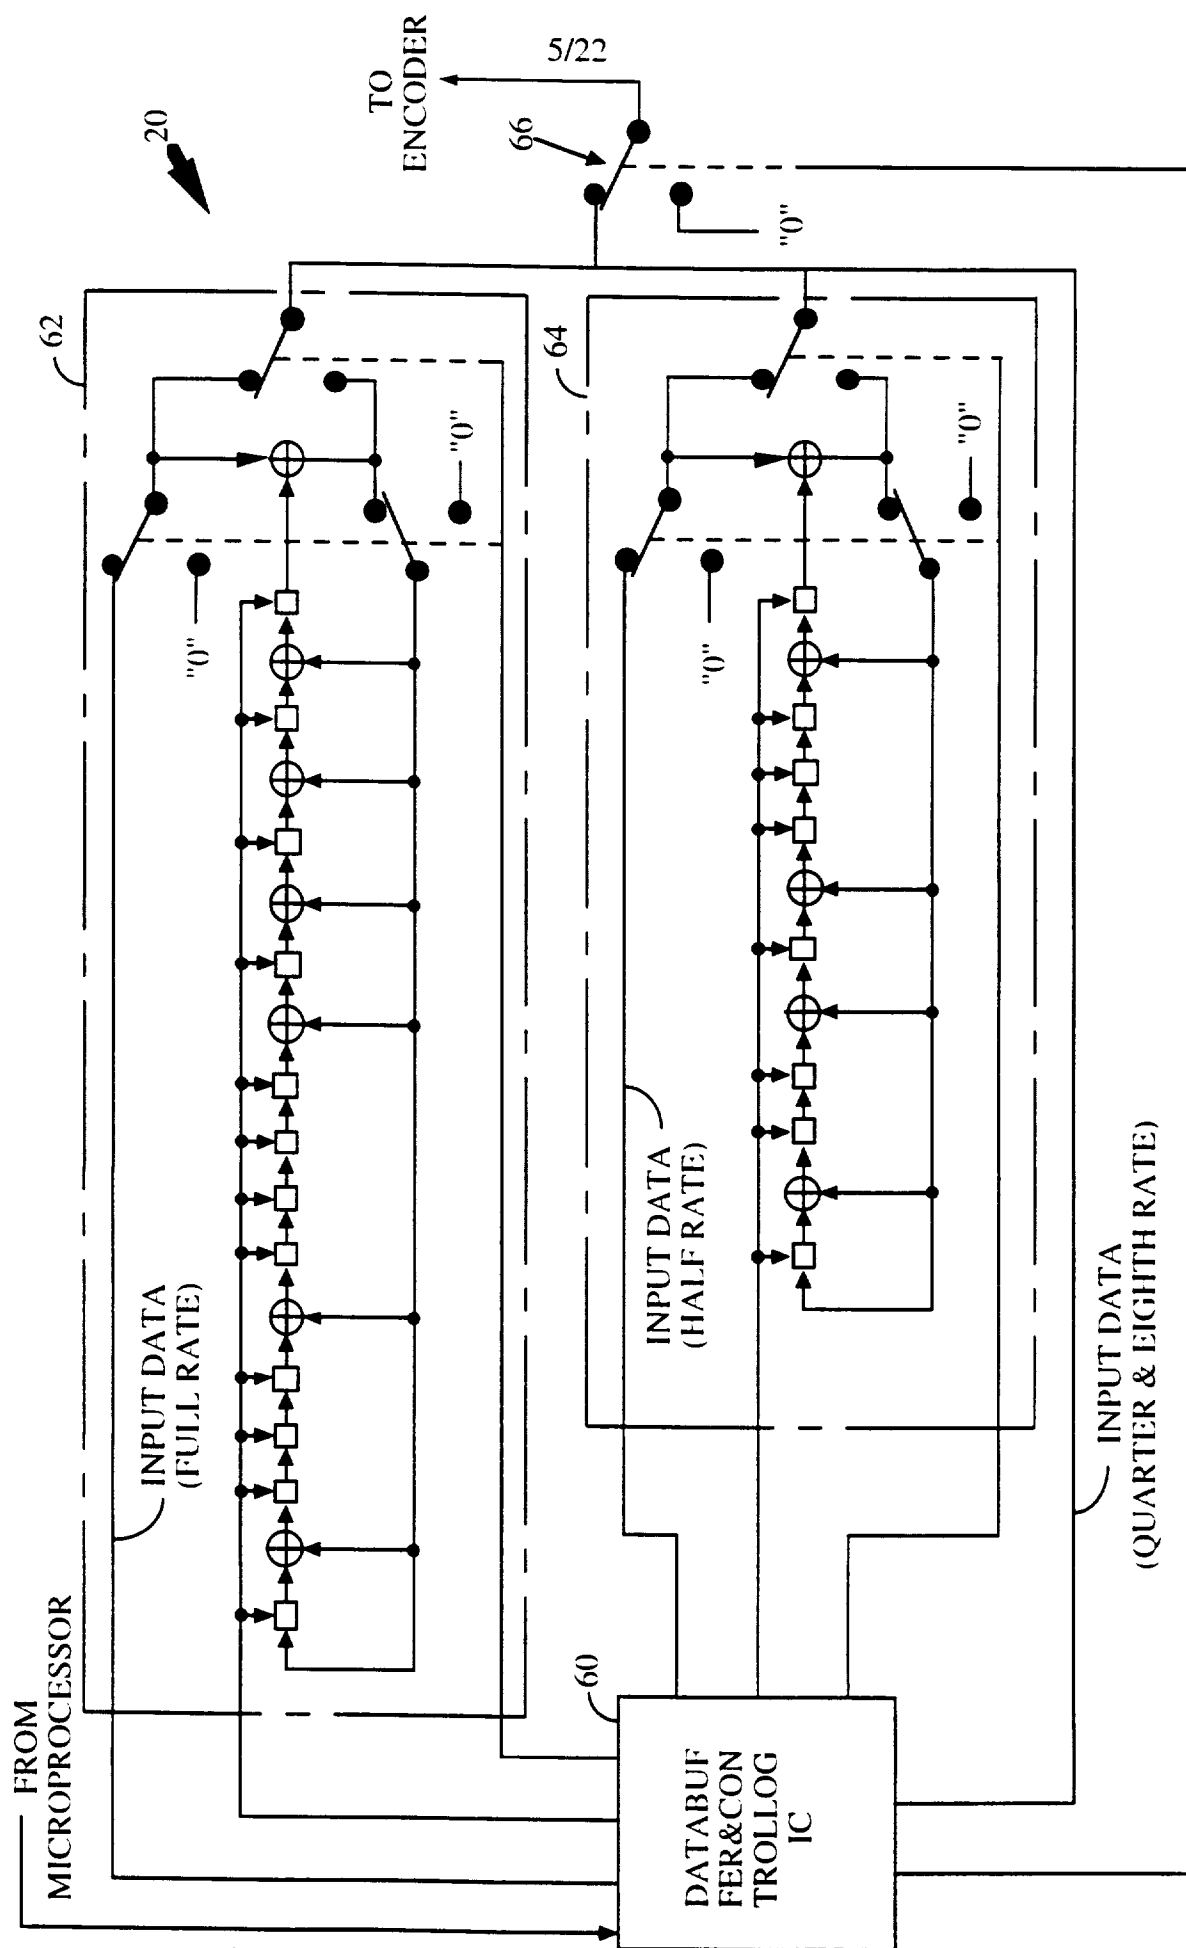 FROM
MICROPROCESSOR
20
62
INPUT DATA
(FULL RATE)
"0"
"0"
TO
ENCODER
5/22
66
"0"
64
INPUT DATA
(HALF RATE)
"0"
"0"
60
DATABUF
FER&CON
TROLLOG
IC
INPUT DATA
(QUARTER & EIGHTH RATE)